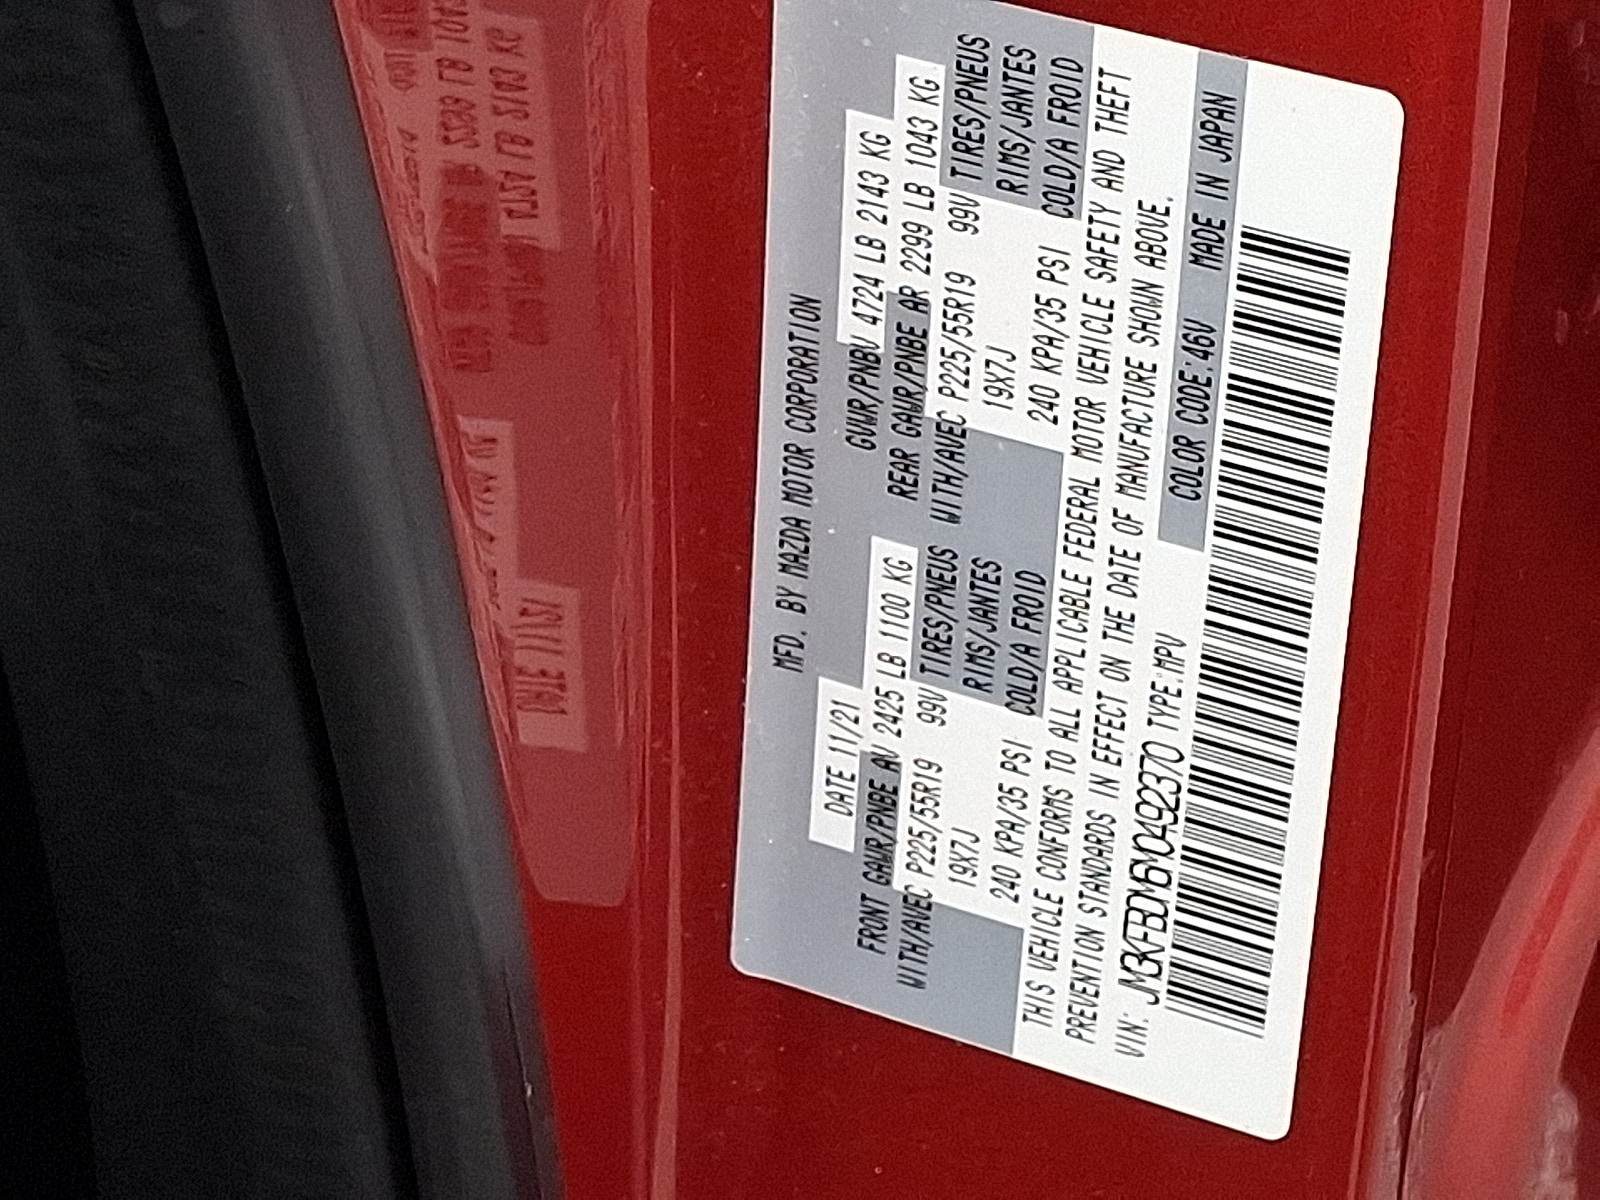 MFD. BY MAZDA MOTOR CORPORATION
DATE 11/21 GVWR/PNBV 4724 LB 2143 KG
FRONT GAWR/PNBE AV 2425 LB 1100 KG REAR GAWR/PNBE AR 2299 LB 1043 KG
WITH/AVEC P225/55R19 99V TIRES/PNEUS WITH/AVEC P225/55R19 99V TIRES/PNEUS
19X7J RIMS/JANTES 19X7J RIMS/JANTES
240 KPA/35 PSI COLD/A FROID 240 KPA/35 PSI COLD/A FROID
THIS VEHICLE CONFORMS TO ALL APPLICABLE FEDERAL MOTOR VEHICLE SAFETY AND THEFT
PREVENTION STANDARDS IN EFFECT ON THE DATE OF MANUFACTURE SHOWN ABOVE.
VIN: JM3KFBDM6M0492370 TYPE:MPV COLOR CODE:46V MADE IN JAPAN